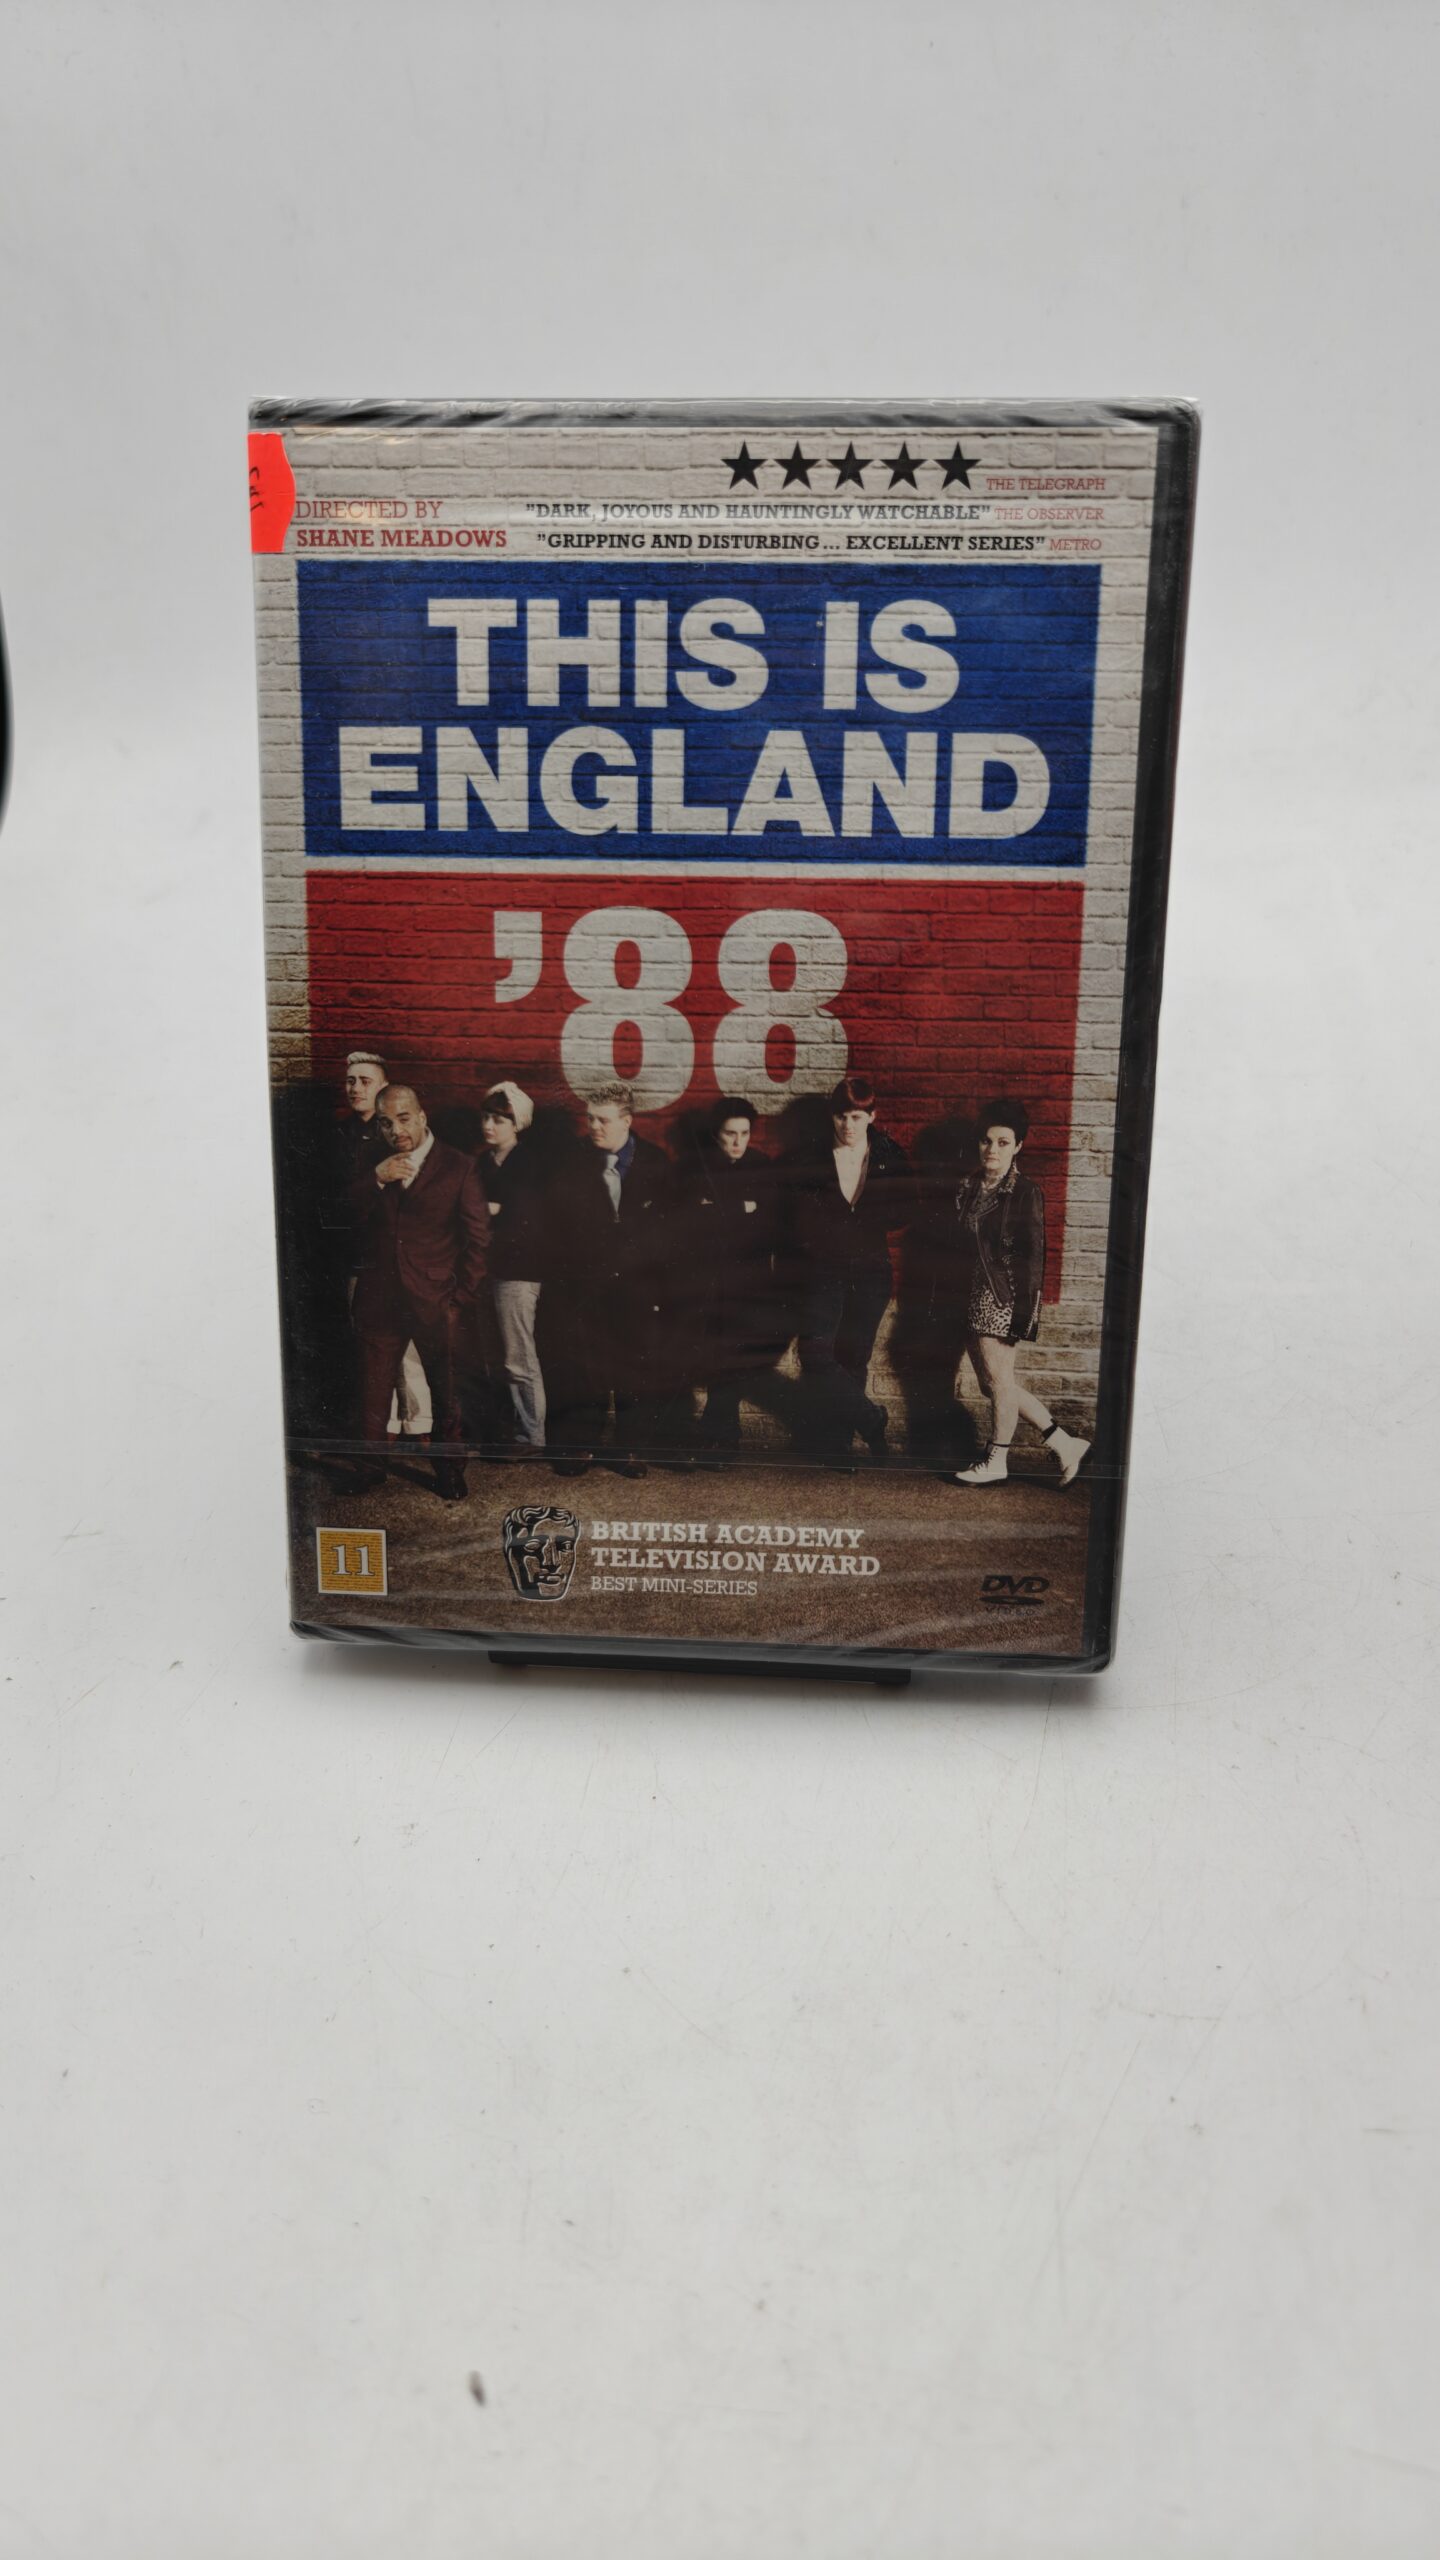 THE TELEGRAPH
DIRECTED BY
SHANE MEADOWS
"DARK, JOYOUS AND HAUNTINGLY WATCHABLE" THE OBSERVER
"GRIPPING AND DISTURBING... EXCELLENT SERIES" METRO
THIS IS
ENGLAND
'88
11
BRITISH ACADEMY
TELEVISION AWARD
BEST MINI-SERIES
DVD
VIDEO